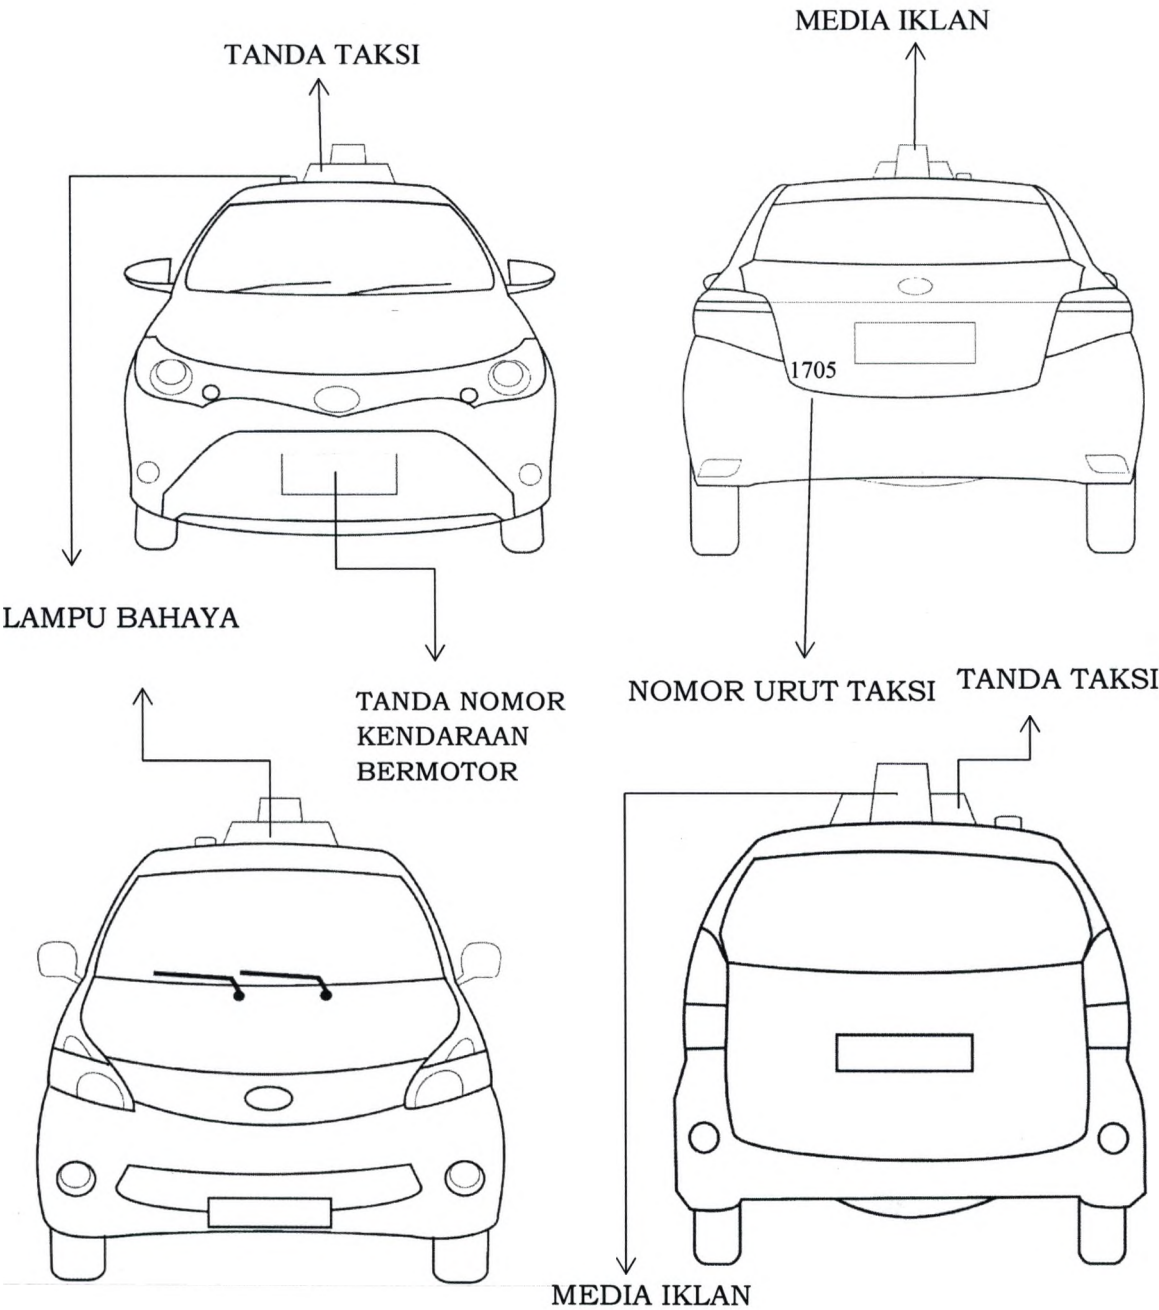 MEDIA IKLAN
TANDA TAKSI
1705
LAMPU BAHAYA
TANDA NOMOR
KENDARAAN
BERMOTOR
NOMOR URUT TAKSI
TANDA TAKSI
MEDIA IKLAN